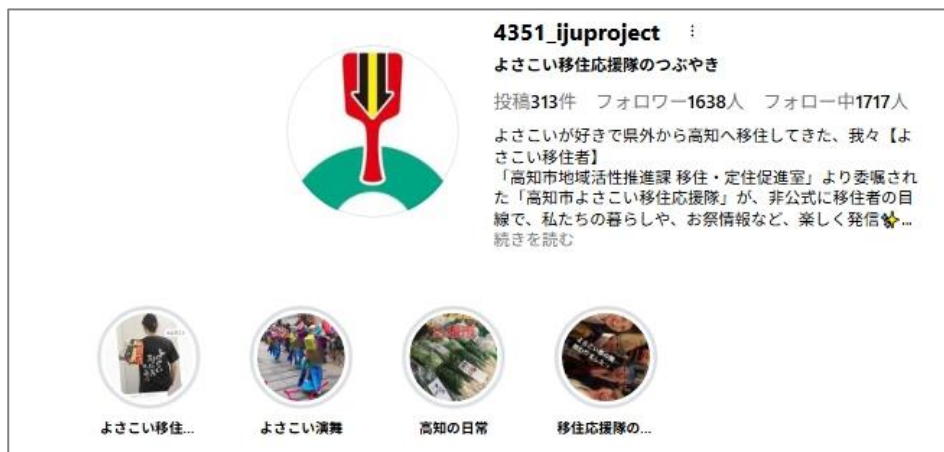 4351_ijuproject
よさこい移住応援隊のつぶやき
投稿313件 フォロワー1638人 フォロー中1717人
よさこいが好きで県外から高知へ移住してきた、我々【よ
さこい移住者】
「高知市地域活性推進課 移住・定住促進室」より委嘱され
た「高知市よさこい移住応援隊」が、非公式に移住者の目
線で、私たちの暮らしや、お祭情報など、楽しく発信✨...
続きを読む
よさこい移住...
よさこい演舞
高知の日常
移住応援隊の...